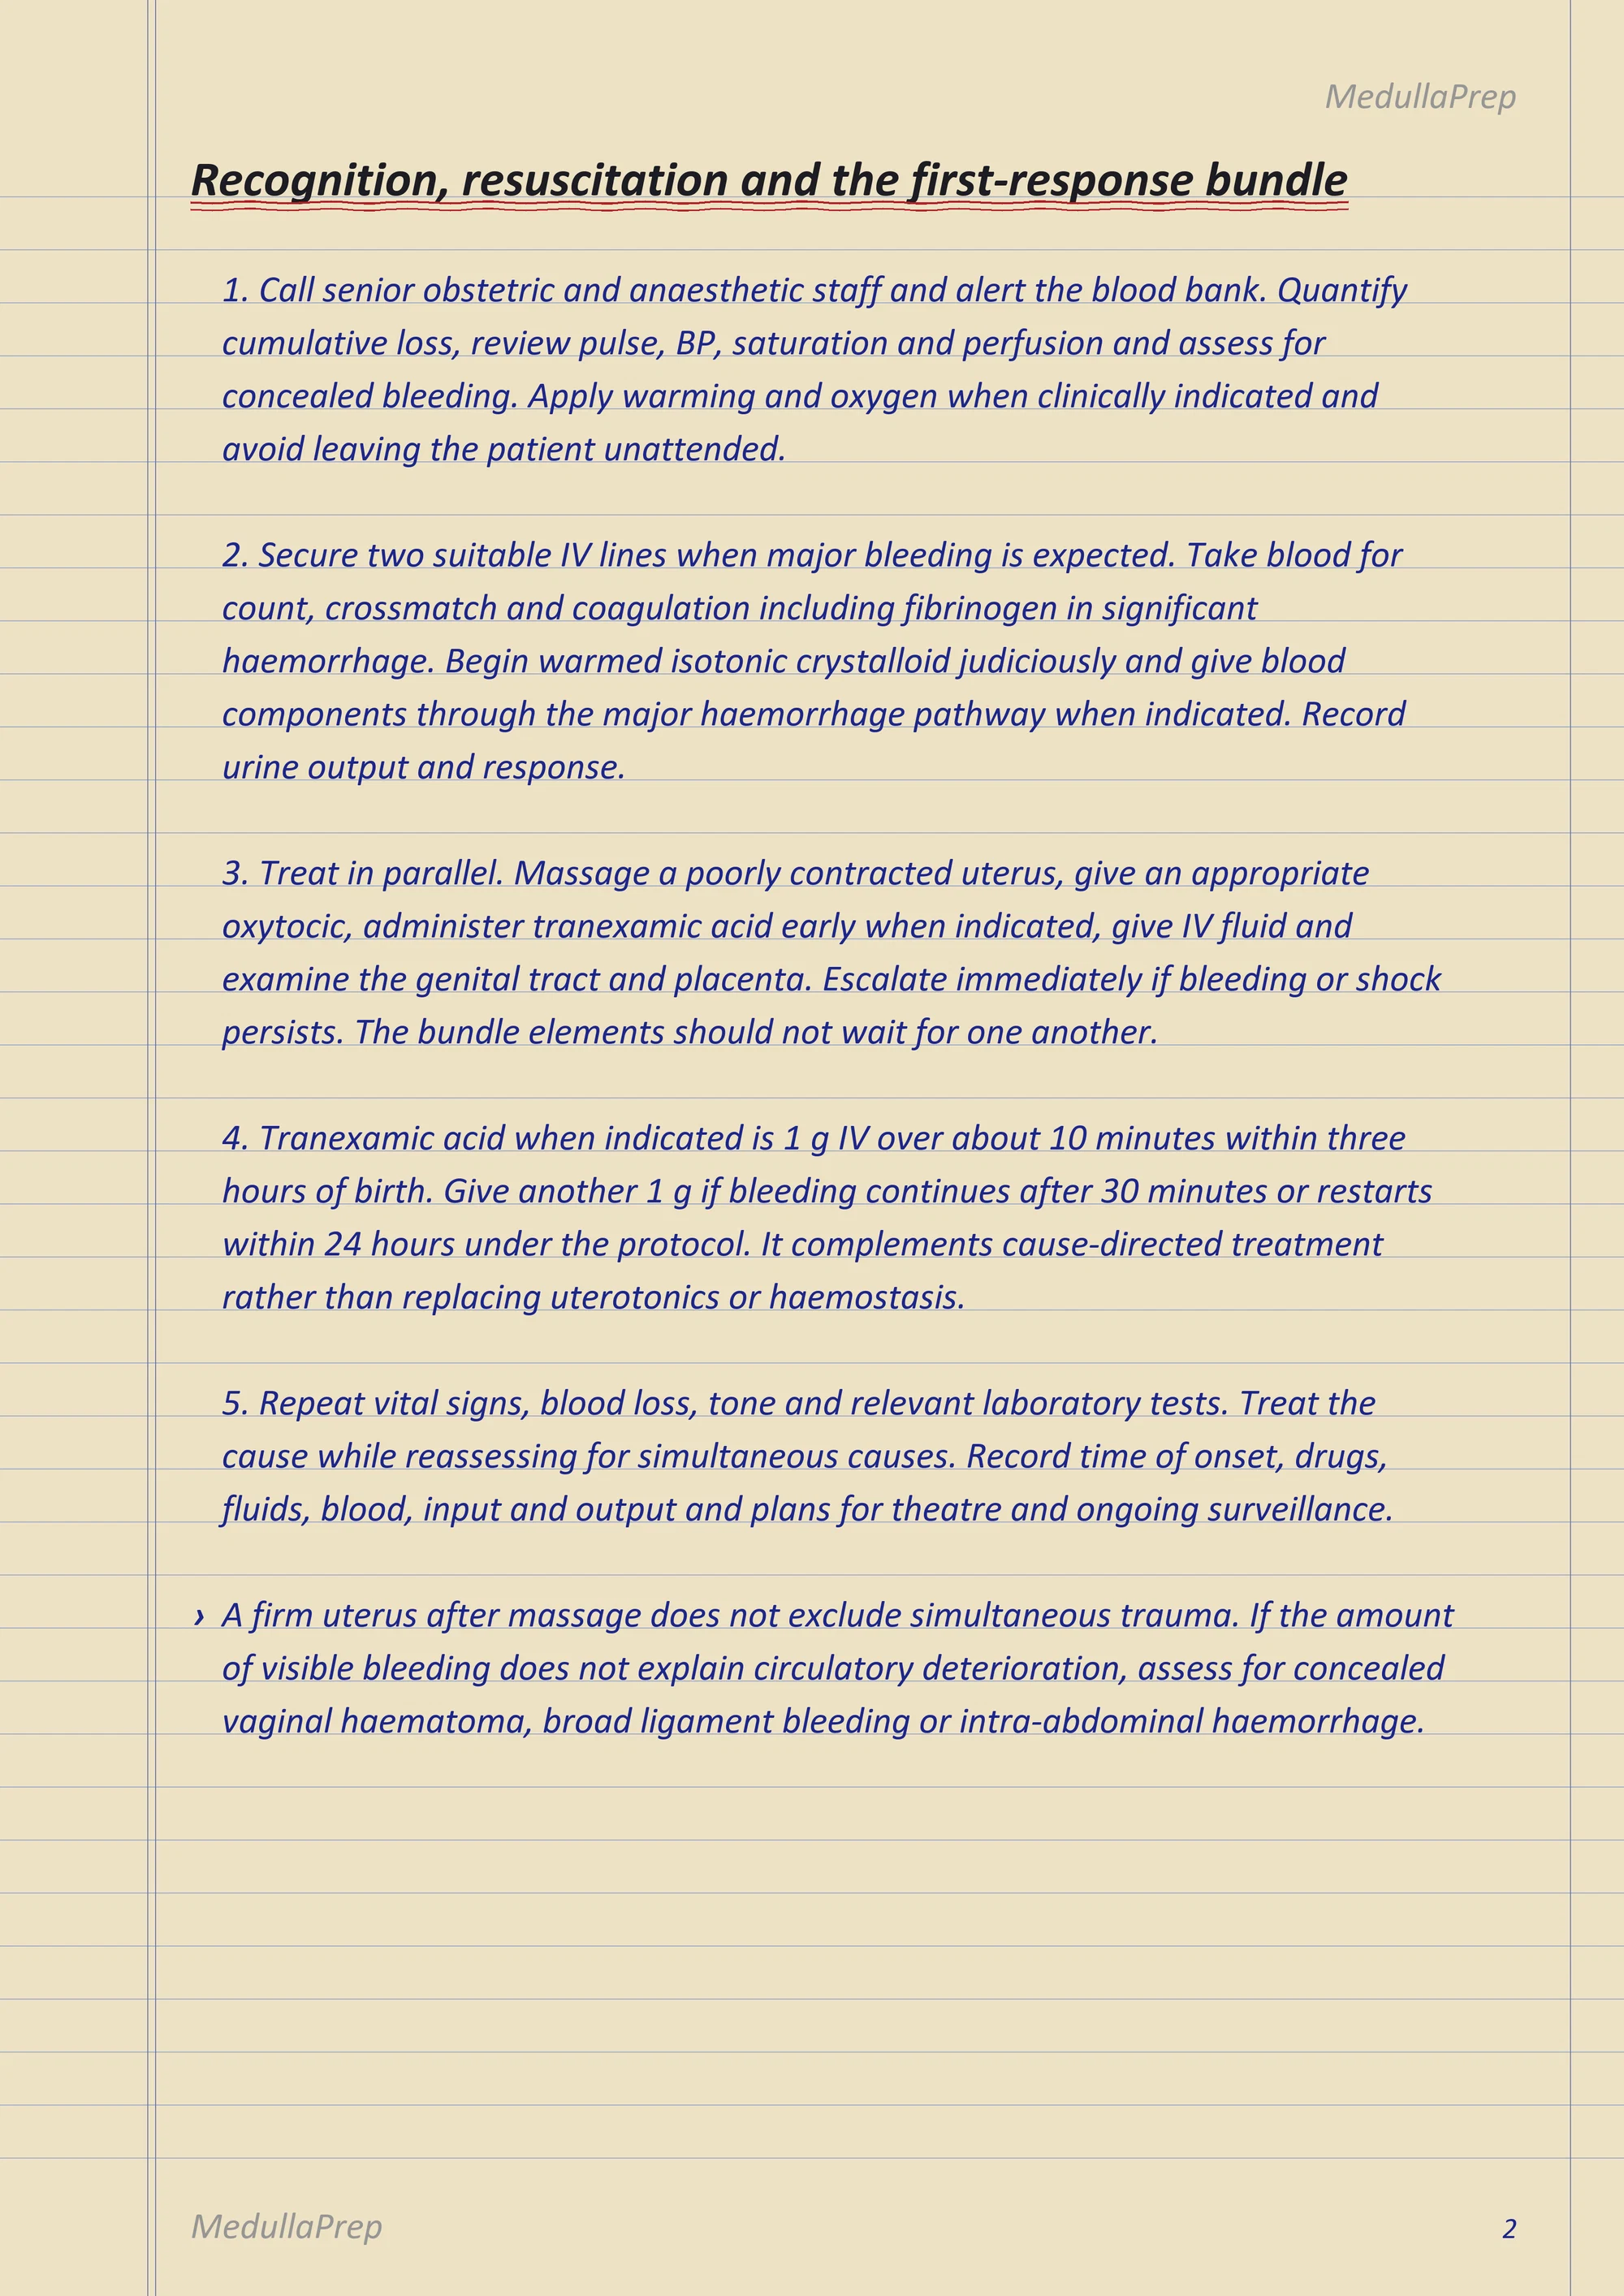 MedullaPrep
Recognition, resuscitation and the first-response bundle
1. Call senior obstetric and anaesthetic staff and alert the blood bank. Quantify
cumulative loss, review pulse, BP, saturation and perfusion and assess for
concealed bleeding. Apply warming and oxygen when clinically indicated and
avoid leaving the patient unattended.
2. Secure two suitable IV lines when major bleeding is expected. Take blood for
count, crossmatch and coagulation including fibrinogen in significant
haemorrhage. Begin warmed isotonic crystalloid judiciously and give blood
components through the major haemorrhage pathway when indicated. Record
urine output and response.
3. Treat in parallel. Massage a poorly contracted uterus, give an appropriate
oxytocic, administer tranexamic acid early when indicated, give IV fluid and
examine the genital tract and placenta. Escalate immediately if bleeding or shock
persists. The bundle elements should not wait for one another.
4. Tranexamic acid when indicated is 1 g IV over about 10 minutes within three
hours of birth. Give another 1 g if bleeding continues after 30 minutes or restarts
within 24 hours under the protocol. It complements cause-directed treatment
rather than replacing uterotonics or haemostasis.
5. Repeat vital signs, blood loss, tone and relevant laboratory tests. Treat the
cause while reassessing for simultaneous causes. Record time of onset, drugs,
fluids, blood, input and output and plans for theatre and ongoing surveillance.
› A firm uterus after massage does not exclude simultaneous trauma. If the amount
of visible bleeding does not explain circulatory deterioration, assess for concealed
vaginal haematoma, broad ligament bleeding or intra-abdominal haemorrhage.
MedullaPrep
2